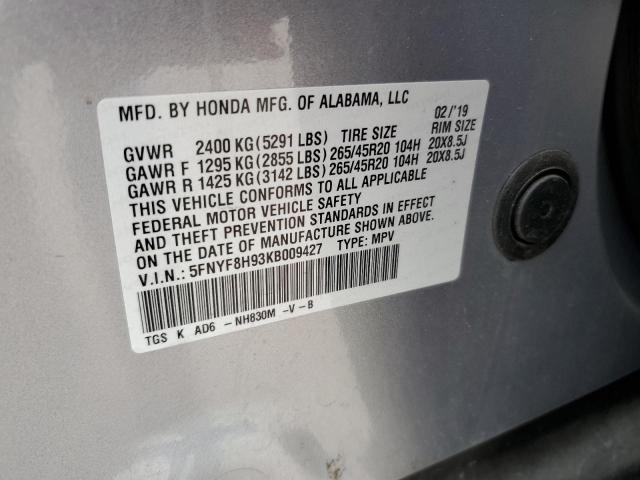 MFD. BY HONDA MFG. OF ALABAMA, LLC 02/'19
GVWR 2400 KG(5291 LBS) TIRE SIZE RIM SIZE
GAWR F 1295 KG(2855 LBS) 265/45R20 104H 20X8.5J
GAWR R 1425 KG(3142 LBS) 265/45R20 104H 20X8.5J
THIS VEHICLE CONFORMS TO ALL APPLICABLE
FEDERAL MOTOR VEHICLE SAFETY, BUMPER,
AND THEFT PREVENTION STANDARDS IN EFFECT
ON THE DATE OF MANUFACTURE SHOWN ABOVE.
V.I.N.: 5FNYF8H93KB009427 TYPE: MPV
TGS K AD6 -NH830M -V-B